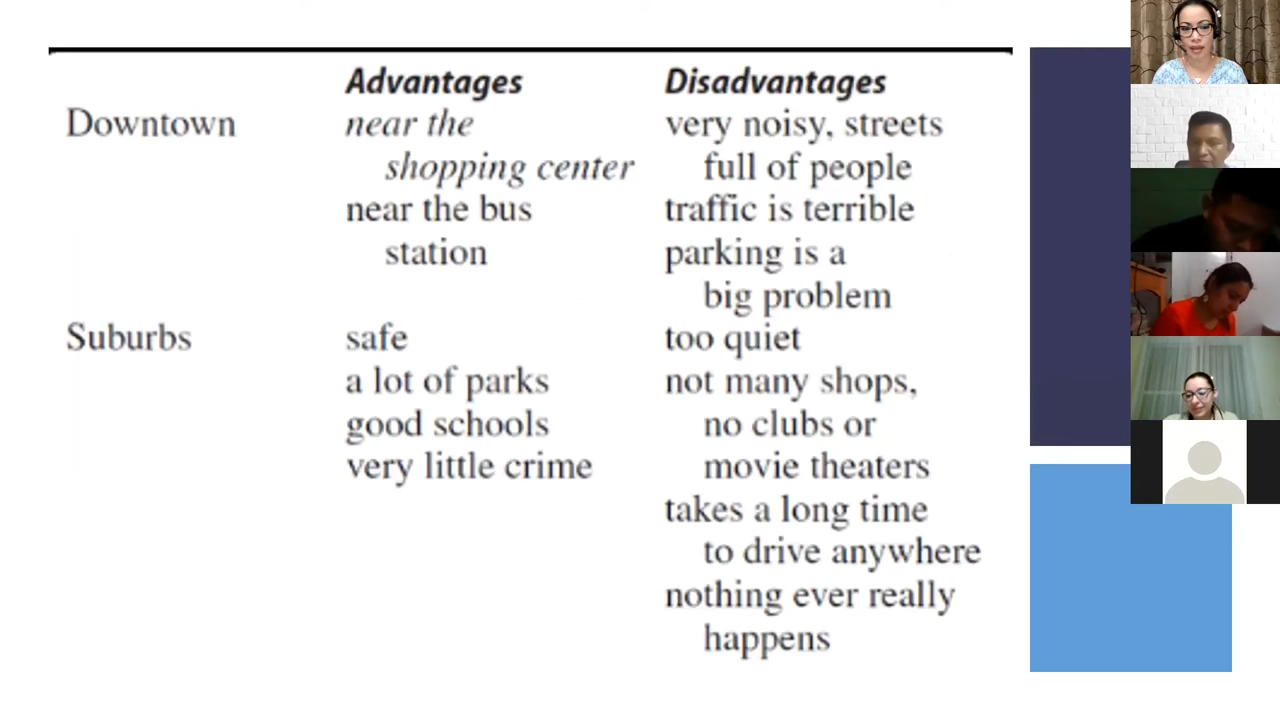 Advantages Disadvantages
Downtown near the very noisy, streets
shopping center full of people
near the bus traffic is terrible
station parking is a
big problem
Suburbs safe too quiet
a lot of parks not many shops,
good schools no clubs or
very little crime movie theaters
takes a long time
to drive anywhere
nothing ever really
happens